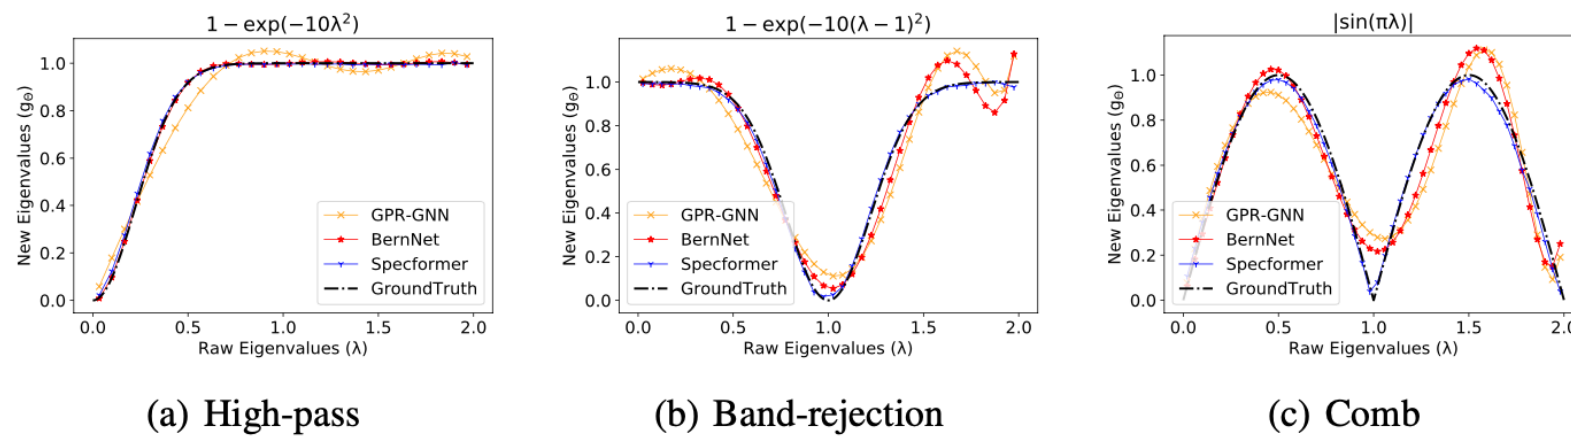 1 − exp(−10λ²)
New Eigenvalues (gΘ)
1.0
0.8
0.6
0.4
0.2
0.0
GPR-GNN
BernNet
Specformer
GroundTruth
0.0 0.5 1.0 1.5 2.0
Raw Eigenvalues (λ)
(a) High-pass
1 − exp(−10(λ − 1)²)
New Eigenvalues (gΘ)
1.0
0.8
0.6
0.4
0.2
0.0
GPR-GNN
BernNet
Specformer
GroundTruth
0.0 0.5 1.0 1.5 2.0
Raw Eigenvalues (λ)
(b) Band-rejection
|sin(πλ)|
New Eigenvalues (gΘ)
1.0
0.8
0.6
0.4
0.2
0.0
GPR-GNN
BernNet
Specformer
GroundTruth
0.0 0.5 1.0 1.5 2.0
Raw Eigenvalues (λ)
(c) Comb